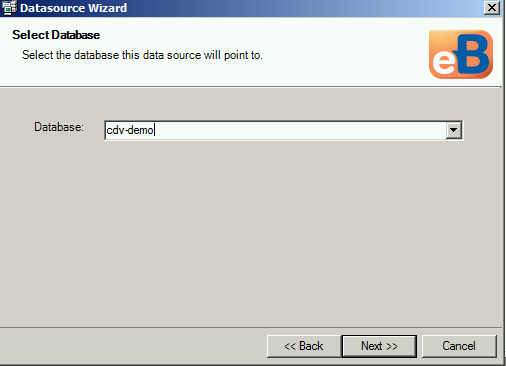 Datasource Wizard
Select Database
Select the database this data source will point to.
eB
Database:
cdv-demo
<< Back
Next >>
Cancel